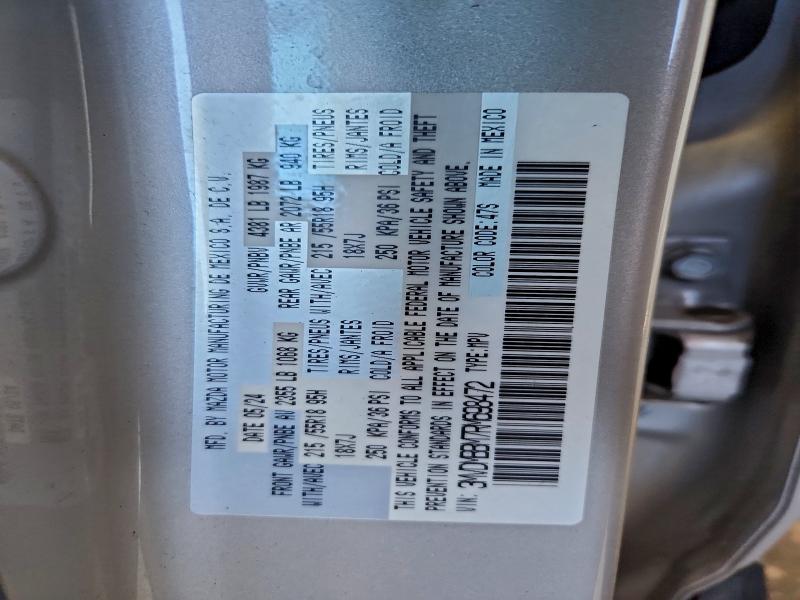 MFD. BY MAZDA MOTOR MANUFACTURING DE MEXICO S.A. DE C.V.
DATE 05/24 GVWR/PNBV 4381 LB 1987 KG
FRONT GAWR/PNBE AV 2355 LB 1068 KG REAR GAWR/PNBE AR 2072 LB 940 KG
WITH/AVEC 215 /55R18 95H TIRES/PNEUS WITH/AVEC 215 /55R18 95H TIRES/PNEUS
18X7J RIMS/JANTES 18X7J RIMS/JANTES
250 KPA/36 PSI COLD/A FROID 250 KPA/36 PSI COLD/A FROID
THIS VEHICLE CONFORMS TO ALL APPLICABLE FEDERAL MOTOR VEHICLE SAFETY AND THEFT
PREVENTION STANDARDS IN EFFECT ON THE DATE OF MANUFACTURE SHOWN ABOVE.
VIN: TYPE:MPV COLOR CODE:47S MADE IN MEXICO